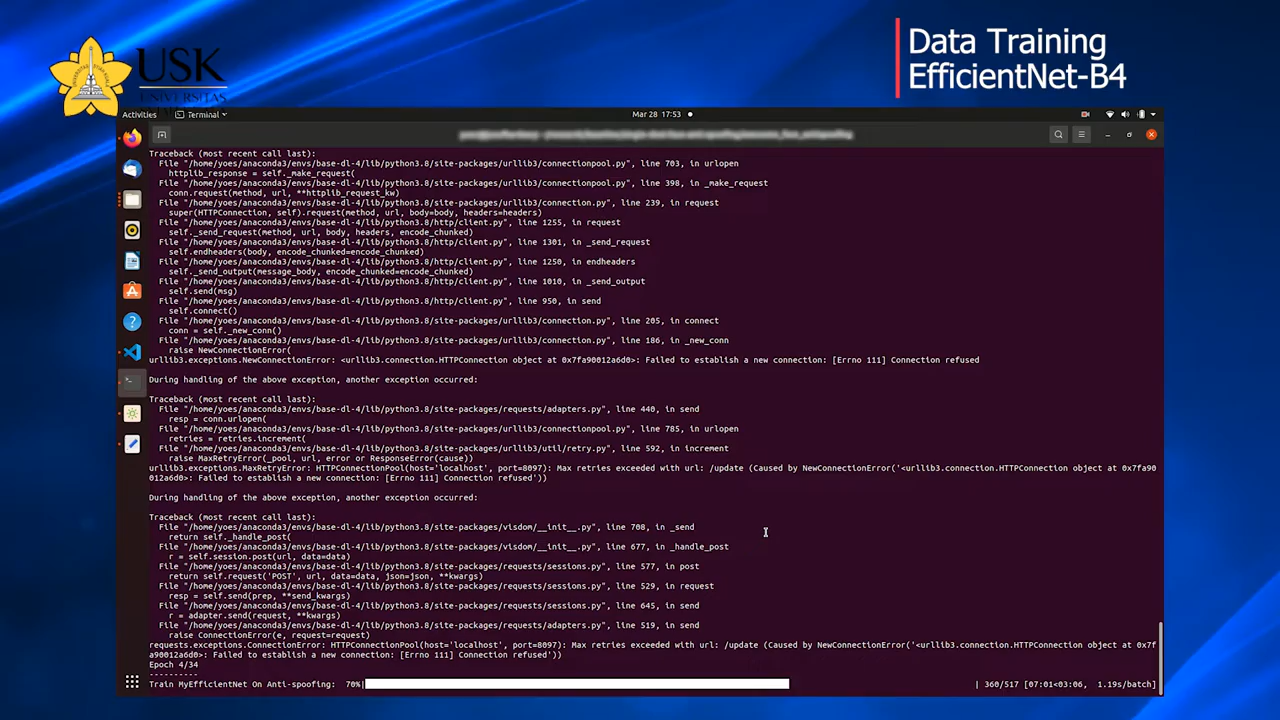 USK
UNIVERSITAS
Data Training
EfficientNet-B4
Activities
Terminal
Mar 28 17:53
Traceback (most recent call last):
File "/home/yoes/anaconda3/envs/base-dl-4/lib/python3.8/site-packages/urllib3/connectionpool.py", line 703, in urlopen
httplib_response = self._make_request(
File "/home/yoes/anaconda3/envs/base-dl-4/lib/python3.8/site-packages/urllib3/connectionpool.py", line 398, in _make_request
conn.request(method, url, **httplib_request_kw)
File "/home/yoes/anaconda3/envs/base-dl-4/lib/python3.8/site-packages/urllib3/connection.py", line 239, in request
super(HTTPConnection, self).request(method, url, body=body, headers=headers)
File "/home/yoes/anaconda3/envs/base-dl-4/lib/python3.8/http/client.py", line 1255, in request
self._send_request(method, url, body, headers, encode_chunked)
File "/home/yoes/anaconda3/envs/base-dl-4/lib/python3.8/http/client.py", line 1301, in _send_request
self.endheaders(body, encode_chunked=encode_chunked)
File "/home/yoes/anaconda3/envs/base-dl-4/lib/python3.8/http/client.py", line 1250, in endheaders
self._send_output(message_body, encode_chunked=encode_chunked)
File "/home/yoes/anaconda3/envs/base-dl-4/lib/python3.8/http/client.py", line 1010, in _send_output
self.send(msg)
File "/home/yoes/anaconda3/envs/base-dl-4/lib/python3.8/http/client.py", line 950, in send
self.connect()
File "/home/yoes/anaconda3/envs/base-dl-4/lib/python3.8/site-packages/urllib3/connection.py", line 205, in connect
conn = self._new_conn()
File "/home/yoes/anaconda3/envs/base-dl-4/lib/python3.8/site-packages/urllib3/connection.py", line 186, in _new_conn
raise NewConnectionError(
urllib3.exceptions.NewConnectionError: <urllib3.connection.HTTPConnection object at 0x7fa90012a6d0>: Failed to establish a new connection: [Errno 111] Connection refused
During handling of the above exception, another exception occurred:
Traceback (most recent call last):
File "/home/yoes/anaconda3/envs/base-dl-4/lib/python3.8/site-packages/requests/adapters.py", line 440, in send
resp = conn.urlopen(
File "/home/yoes/anaconda3/envs/base-dl-4/lib/python3.8/site-packages/urllib3/connectionpool.py", line 785, in urlopen
retries = retries.increment(
File "/home/yoes/anaconda3/envs/base-dl-4/lib/python3.8/site-packages/urllib3/util/retry.py", line 592, in increment
raise MaxRetryError(_pool, url, error or ResponseError(cause))
urllib3.exceptions.MaxRetryError: HTTPConnectionPool(host='localhost', port=8097): Max retries exceeded with url: /update (Caused by NewConnectionError('<urllib3.connection.HTTPConnection object at 0x7fa90
012a6d0>: Failed to establish a new connection: [Errno 111] Connection refused'))
During handling of the above exception, another exception occurred:
Traceback (most recent call last):
File "/home/yoes/anaconda3/envs/base-dl-4/lib/python3.8/site-packages/visdom/__init__.py", line 708, in _send
return self._handle_post(
File "/home/yoes/anaconda3/envs/base-dl-4/lib/python3.8/site-packages/visdom/__init__.py", line 677, in _handle_post
r = self.session.post(url, data=data)
File "/home/yoes/anaconda3/envs/base-dl-4/lib/python3.8/site-packages/requests/sessions.py", line 577, in post
return self.request('POST', url, data=data, json=json, **kwargs)
File "/home/yoes/anaconda3/envs/base-dl-4/lib/python3.8/site-packages/requests/sessions.py", line 529, in request
resp = self.send(prep, **send_kwargs)
File "/home/yoes/anaconda3/envs/base-dl-4/lib/python3.8/site-packages/requests/sessions.py", line 645, in send
r = adapter.send(request, **kwargs)
File "/home/yoes/anaconda3/envs/base-dl-4/lib/python3.8/site-packages/requests/adapters.py", line 519, in send
raise ConnectionError(e, request=request)
requests.exceptions.ConnectionError: HTTPConnectionPool(host='localhost', port=8097): Max retries exceeded with url: /update (Caused by NewConnectionError('<urllib3.connection.HTTPConnection object at 0x7f
a90012a6d0>: Failed to establish a new connection: [Errno 111] Connection refused'))
Epoch 4/34
----------
Train MyEfficientNet On Anti-spoofing: 70%| | 360/517 [07:01<03:06, 1.19s/batch]